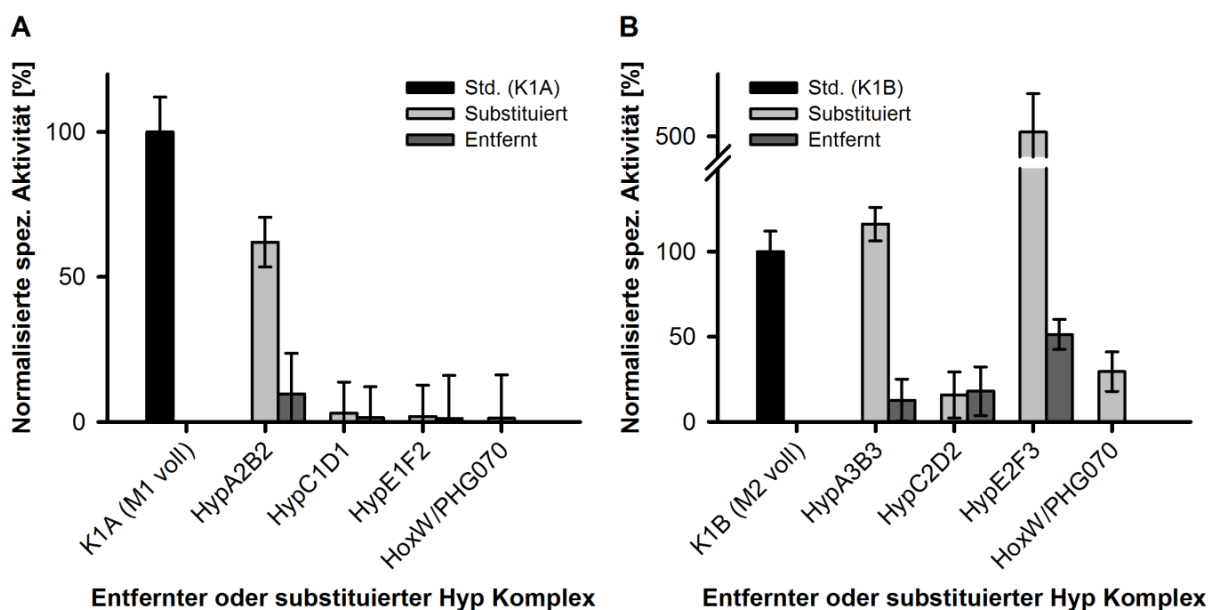 A
Normalisierte spez. Aktivität [%]
100
50
0
Std. (K1A)
Substituiert
Entfernt
K1A (M1 voll)
HypA2B2
HypC1D1
HypE1F2
HoxW/PHG070
Entfernter oder substituierter Hyp Komplex
B
Normalisierte spez. Aktivität [%]
500
100
50
0
Std. (K1B)
Substituiert
Entfernt
K1B (M2 voll)
HypA3B3
HypC2D2
HypE2F3
HoxW/PHG070
Entfernter oder substituierter Hyp Komplex